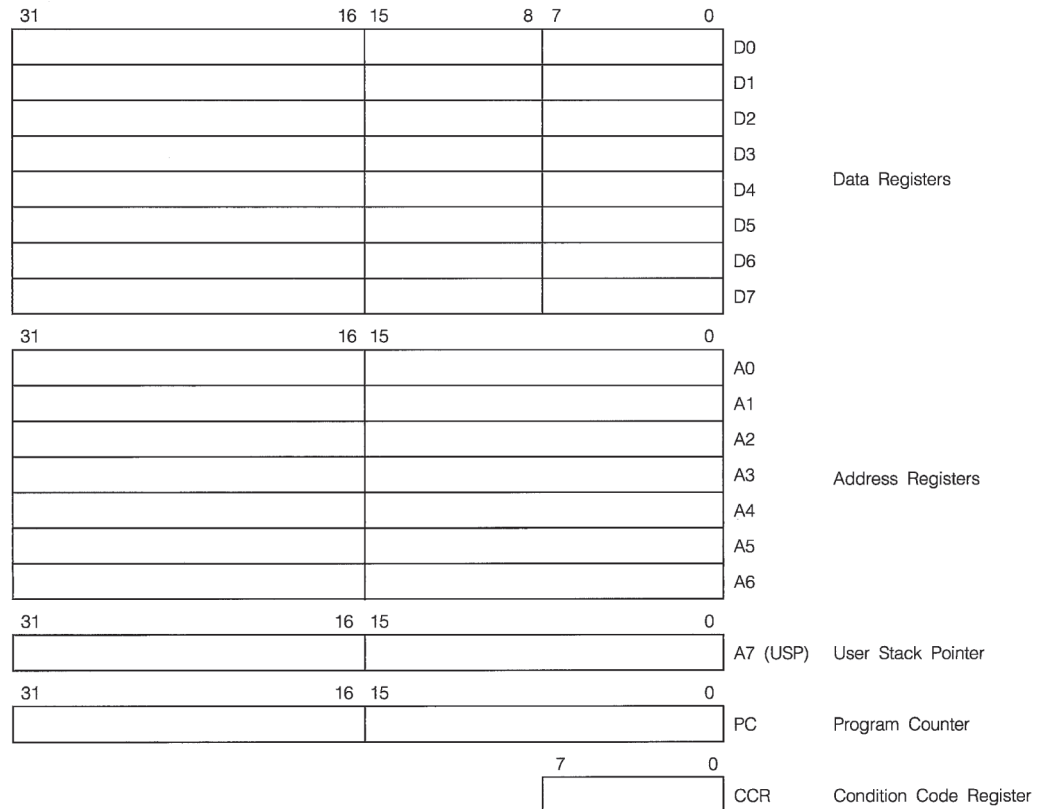 31 16 15 8 7 0
D0
D1
D2
D3
D4 Data Registers
D5
D6
D7
31 16 15 0
A0
A1
A2
A3 Address Registers
A4
A5
A6
31 16 15 0
A7 (USP) User Stack Pointer
31 16 15 0
PC Program Counter
7 0
CCR Condition Code Register